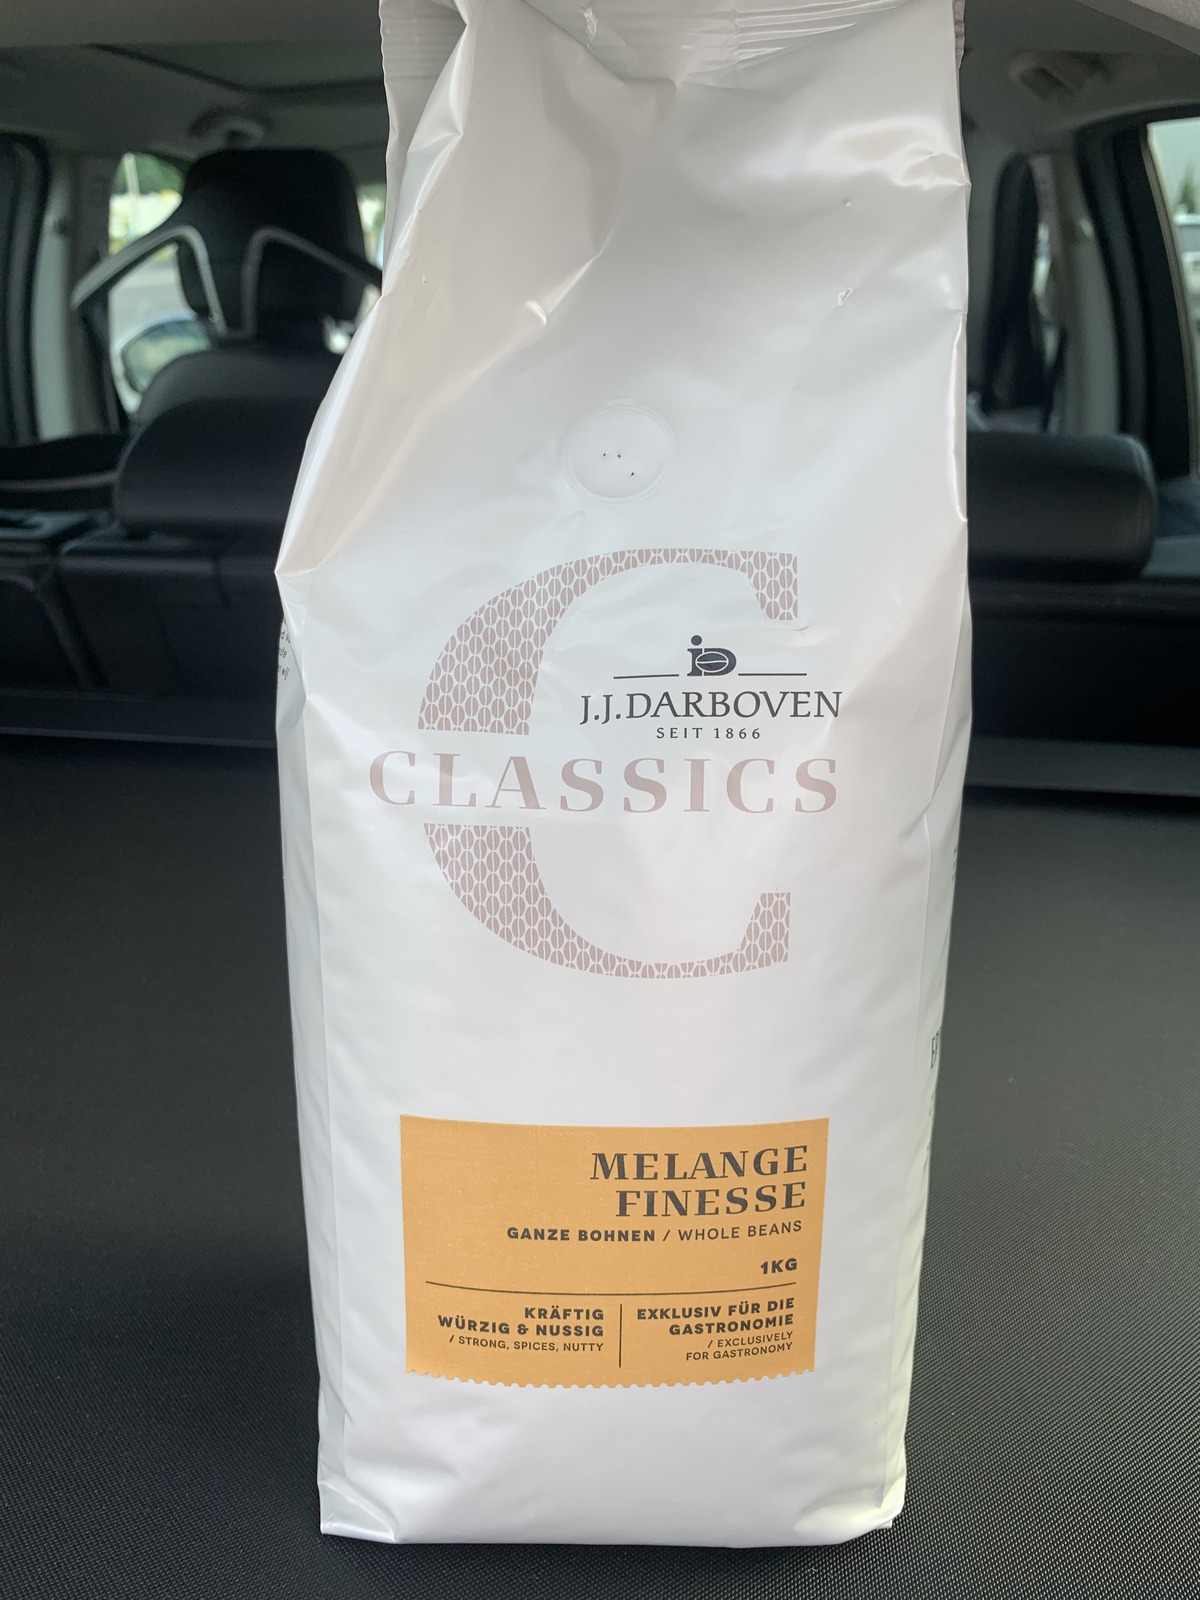 J.J.DARBOVEN
SEIT 1866
CLASSICS
MELANGE
FINESSE
GANZE BOHNEN / WHOLE BEANS
1KG
KRÄFTIG
WÜRZIG & NUSSIG
/ STRONG, SPICES, NUTTY
EXKLUSIV FÜR DIE
GASTRONOMIE
/ EXCLUSIVELY
FOR GASTRONOMY